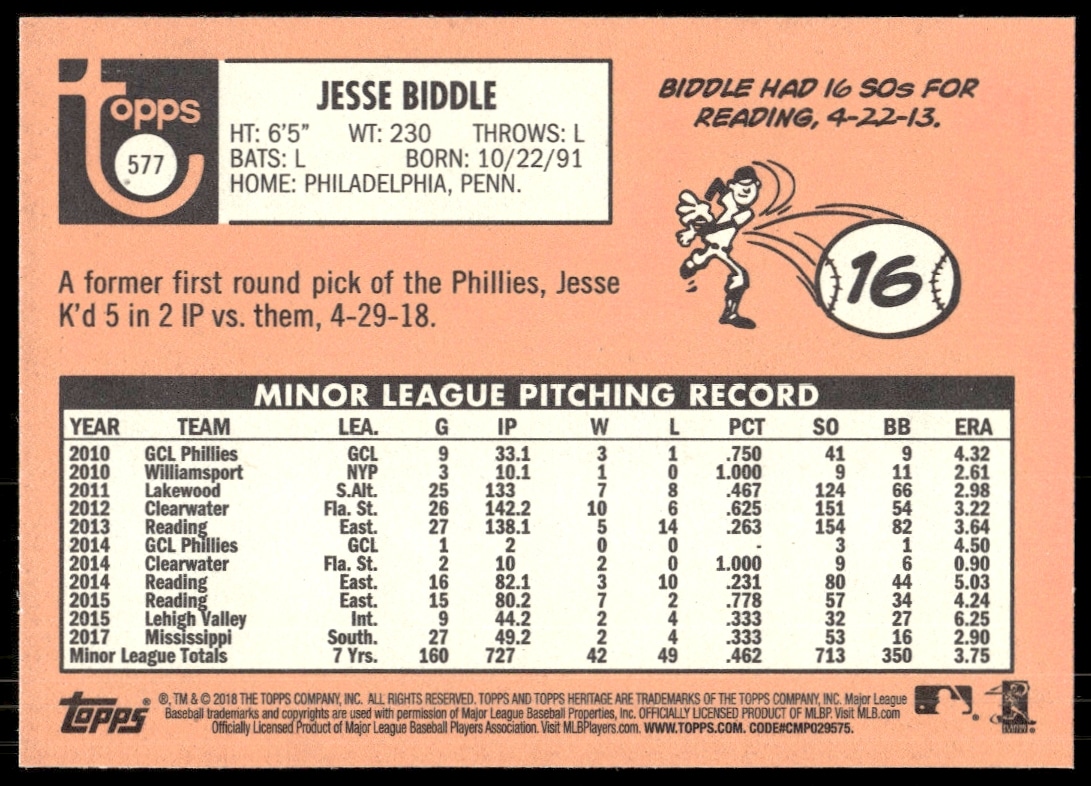 topps
577
JESSE BIDDLE
HT: 6'5" WT: 230 THROWS: L
BATS: L BORN: 10/22/91
HOME: PHILADELPHIA, PENN.
BIDDLE HAD 16 SOs FOR
READING, 4-22-13.
16
A former first round pick of the Phillies, Jesse
K'd 5 in 2 IP vs. them, 4-29-18.
MINOR LEAGUE PITCHING RECORD
YEAR TEAM LEA. G IP W L PCT SO BB ERA
2010 GCL Phillies GCL 9 33.1 3 1 .750 41 9 4.32
2010 Williamsport NYP 3 10.1 1 0 1.000 9 11 2.61
2011 Lakewood S.Alt. 25 133 7 8 .467 124 66 2.98
2012 Clearwater Fla. St. 26 142.2 10 6 .625 151 54 3.22
2013 Reading East. 27 138.1 5 14 .263 154 82 3.64
2014 GCL Phillies GCL 1 2 0 0 - 3 1 4.50
2014 Clearwater Fla. St. 2 10 2 0 1.000 9 6 0.90
2014 Reading East. 16 82.1 3 10 .231 80 44 5.03
2015 Reading East. 15 80.2 7 2 .778 57 34 4.24
2015 Lehigh Valley Int. 9 44.2 2 4 .333 32 27 6.25
2017 Mississippi South. 27 49.2 2 4 .333 53 16 2.90
Minor League Totals 7 Yrs. 160 727 42 49 .462 713 350 3.75
topps ®
®, TM & © 2018 THE TOPPS COMPANY, INC. ALL RIGHTS RESERVED. TOPPS AND TOPPS HERITAGE ARE TRADEMARKS OF THE TOPPS COMPANY, INC. Major League
Baseball trademarks and copyrights are used with permission of Major League Baseball Properties, Inc. OFFICIALLY LICENSED PRODUCT OF MLBP. Visit MLB.com
Officially Licensed Product of Major League Baseball Players Association. Visit MLBPlayers.com. WWW.TOPPS.COM. CODE#CMP029575.